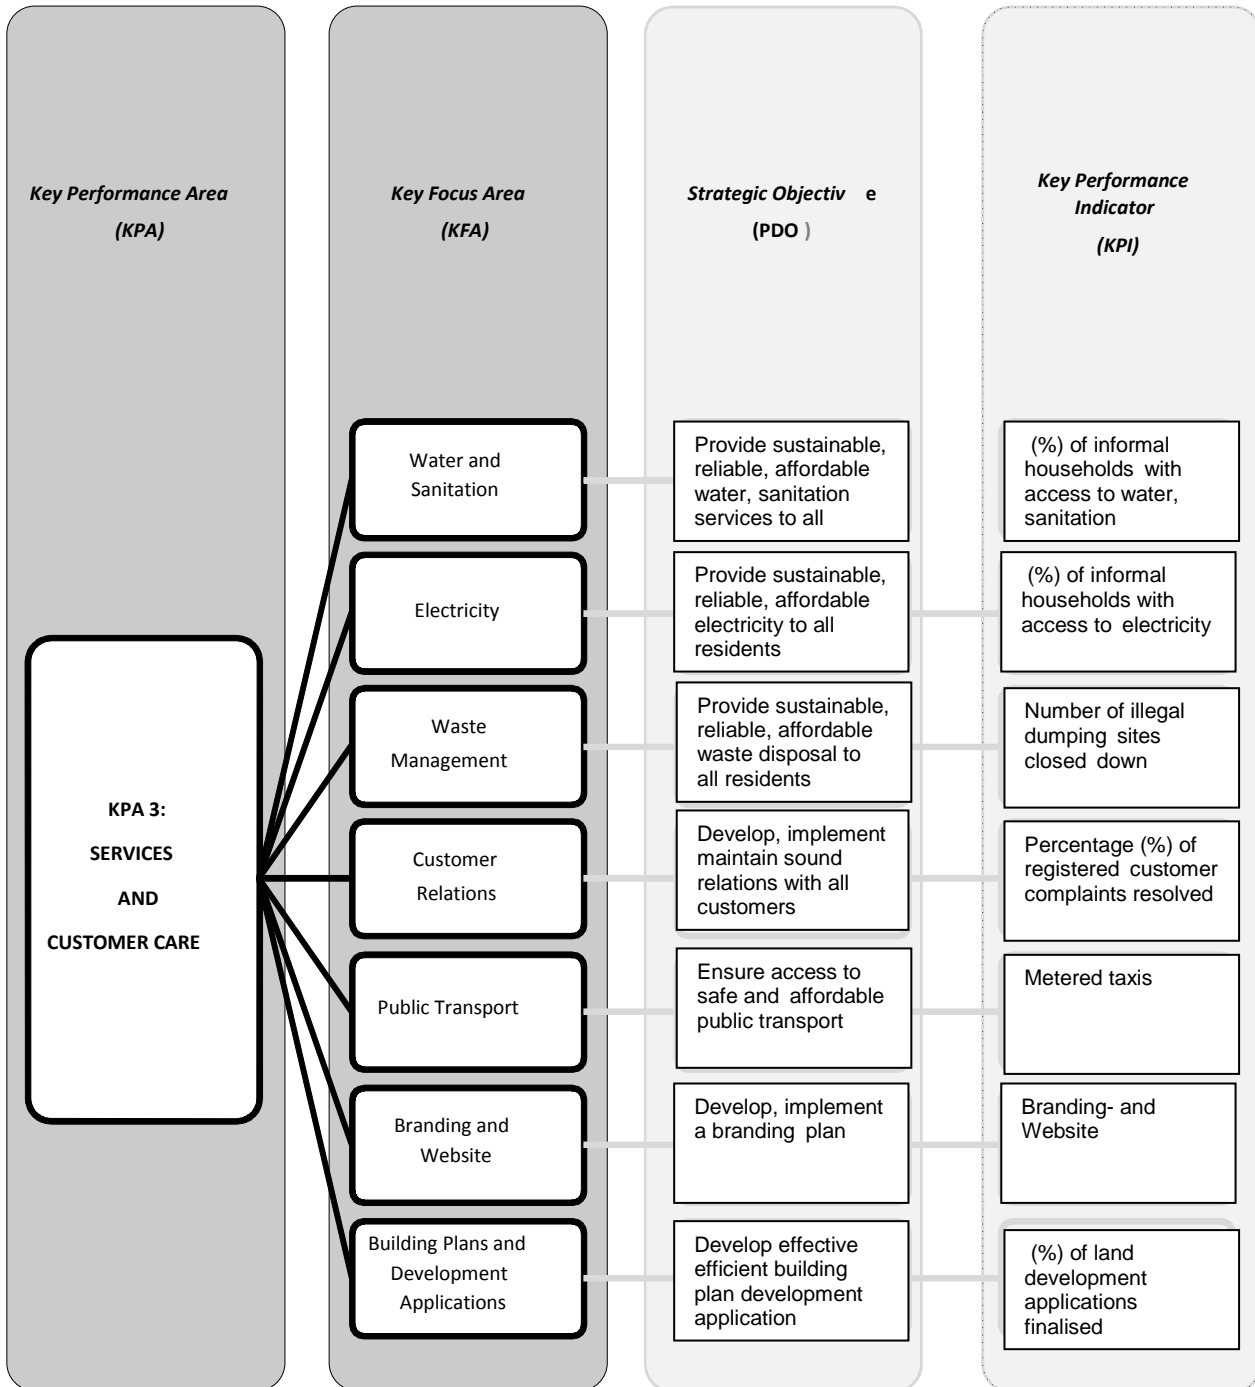 Key Performance Area
(KPA)
Key Focus Area
(KFA)
Strategic Objectiv e
(PDO )
Key Performance
Indicator
(KPI)
KPA 3:
SERVICES
AND
CUSTOMER CARE
Water and
Sanitation
Provide sustainable,
reliable, affordable
water, sanitation
services to all
(%) of informal
households with
access to water,
sanitation
Electricity
Provide sustainable,
reliable, affordable
electricity to all
residents
(%) of informal
households with
access to electricity
Waste
Management
Provide sustainable,
reliable, affordable
waste disposal to
all residents
Number of illegal
dumping sites
closed down
Customer
Relations
Develop, implement
maintain sound
relations with all
customers
Percentage (%) of
registered customer
complaints resolved
Public Transport
Ensure access to
safe and affordable
public transport
Metered taxis
Branding and
Website
Develop, implement
a branding plan
Branding- and
Website
Building Plans and
Development
Applications
Develop effective
efficient building
plan development
application
(%) of land
development
applications
finalised